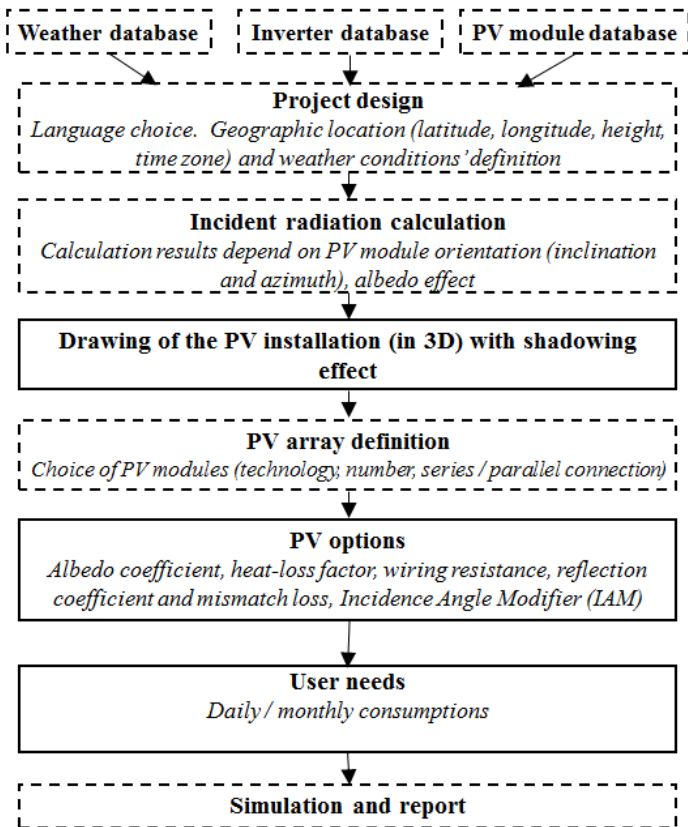 Weather database
Inverter database
PV module database
Project design
Language choice.  Geographic location (latitude, longitude, height,
time zone) and weather conditions’ definition
Incident radiation calculation
Calculation results depend on PV module orientation (inclination
and azimuth), albedo effect
Drawing of the PV installation (in 3D) with shadowing
effect
PV array definition
Choice of PV modules (technology, number, series / parallel connection)
PV options
Albedo coefficient, heat-loss factor, wiring resistance, reflection
coefficient and mismatch loss, Incidence Angle Modifier (IAM)
User needs
Daily / monthly consumptions
Simulation and report